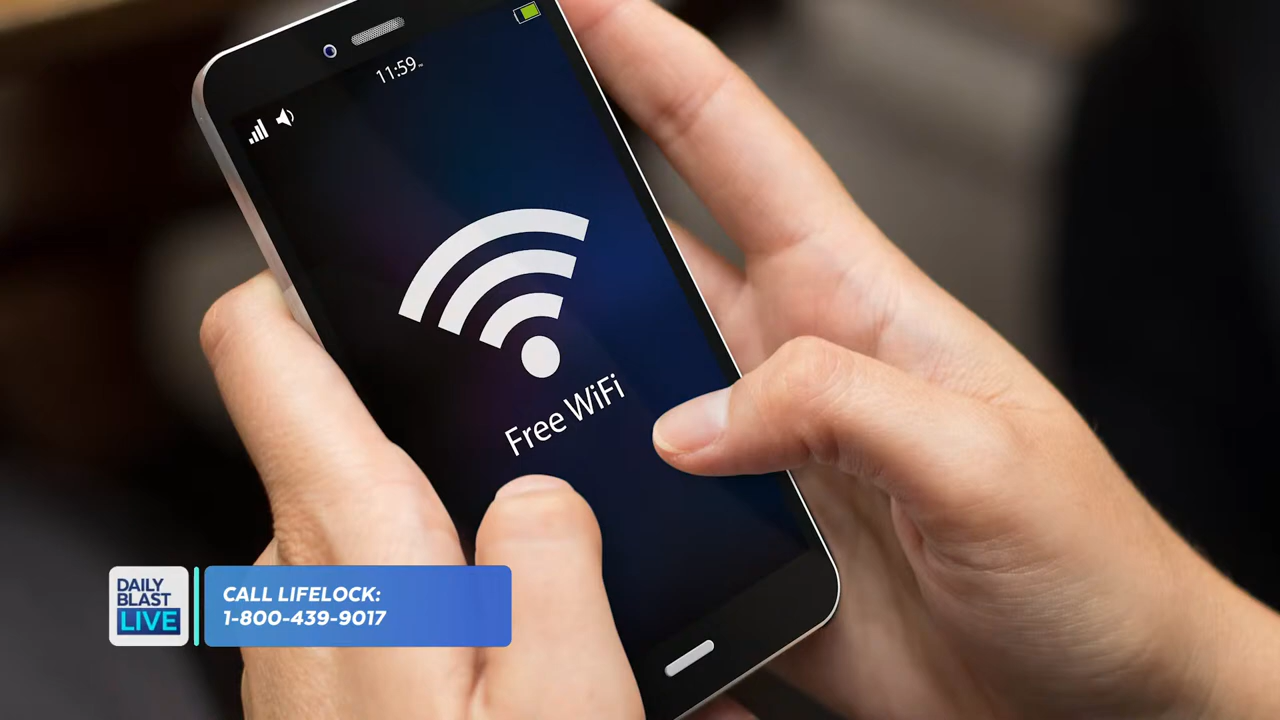 11:59
Free WiFi
DAILY
BLAST
LIVE
CALL LIFELOCK:
1-800-439-9017